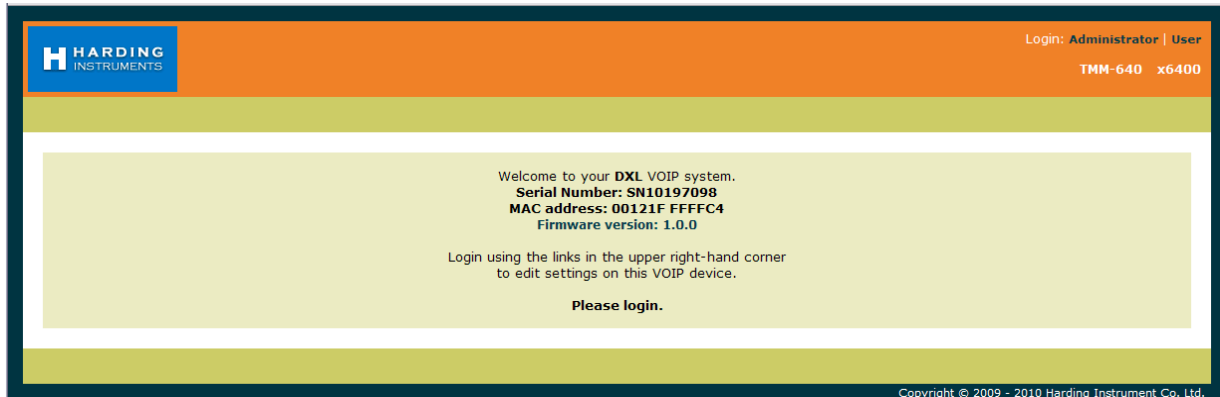 HARDING
INSTRUMENTS
Login: Administrator | User
TMM-640 x6400
Welcome to your DXL VOIP system.
Serial Number: SN10197098
MAC address: 00121F FFFFC4
Firmware version: 1.0.0
Login using the links in the upper right-hand corner
to edit settings on this VOIP device.
Please login.
Copyright © 2009 - 2010 Harding Instrument Co. Ltd.